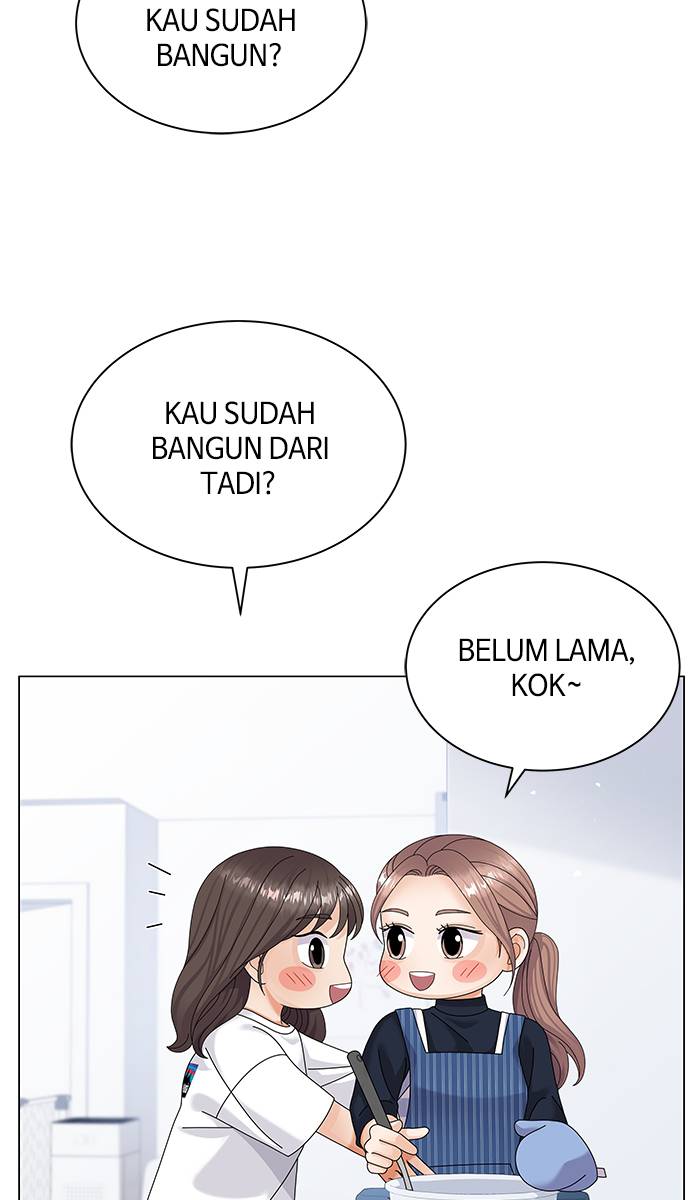 KAU SUDAH
BANGUN?
KAU SUDAH
BANGUN DARI
TADI?
BELUM LAMA,
KOK~